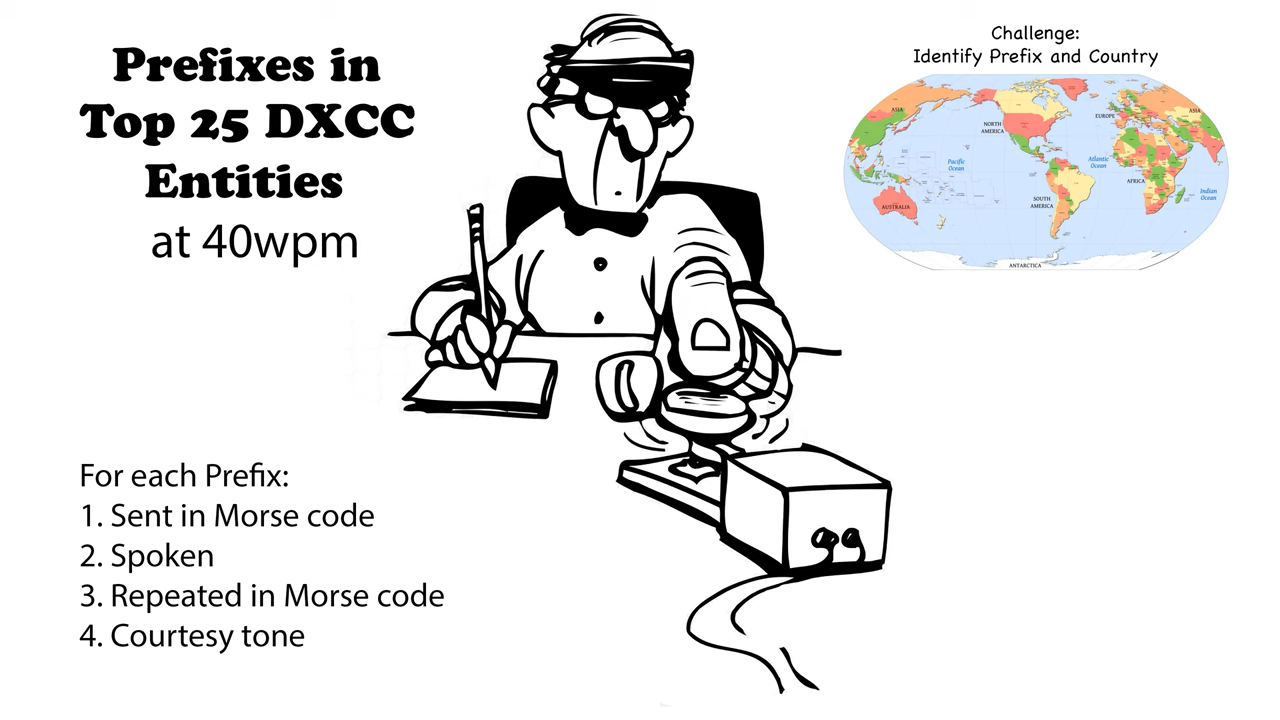 Prefixes in
Top 25 DXCC
Entities
at 40wpm
Challenge:
Identify Prefix and Country
ASIA
NORTH
AMERICA
EUROPE
ASIA
Pacific
Ocean
Atlantic
Ocean
AFRICA
SOUTH
AMERICA
Indian
Ocean
AUSTRALIA
ANTARCTICA
For each Prefix:
1. Sent in Morse code
2. Spoken
3. Repeated in Morse code
4. Courtesy tone